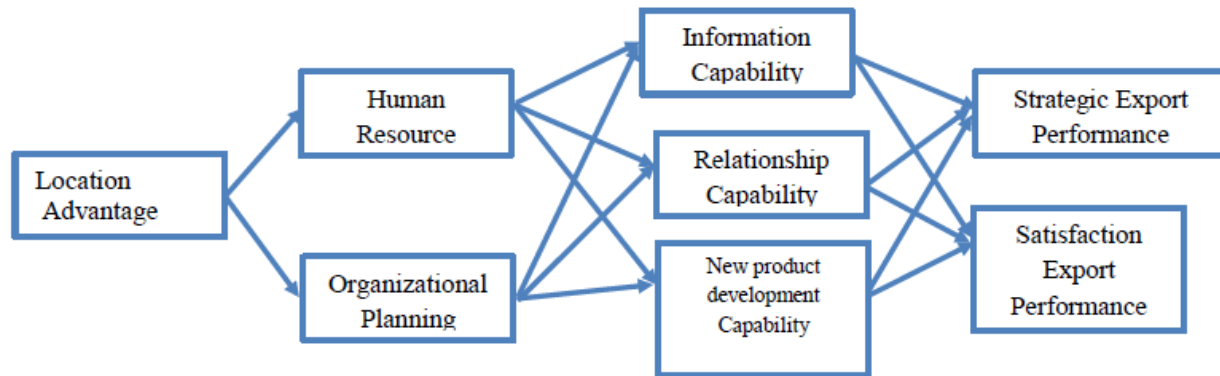 Location
Advantage
Human
Resource
Organizational
Planning
Information
Capability
Relationship
Capability
New product
development
Capability
Strategic Export
Performance
Satisfaction
Export
Performance